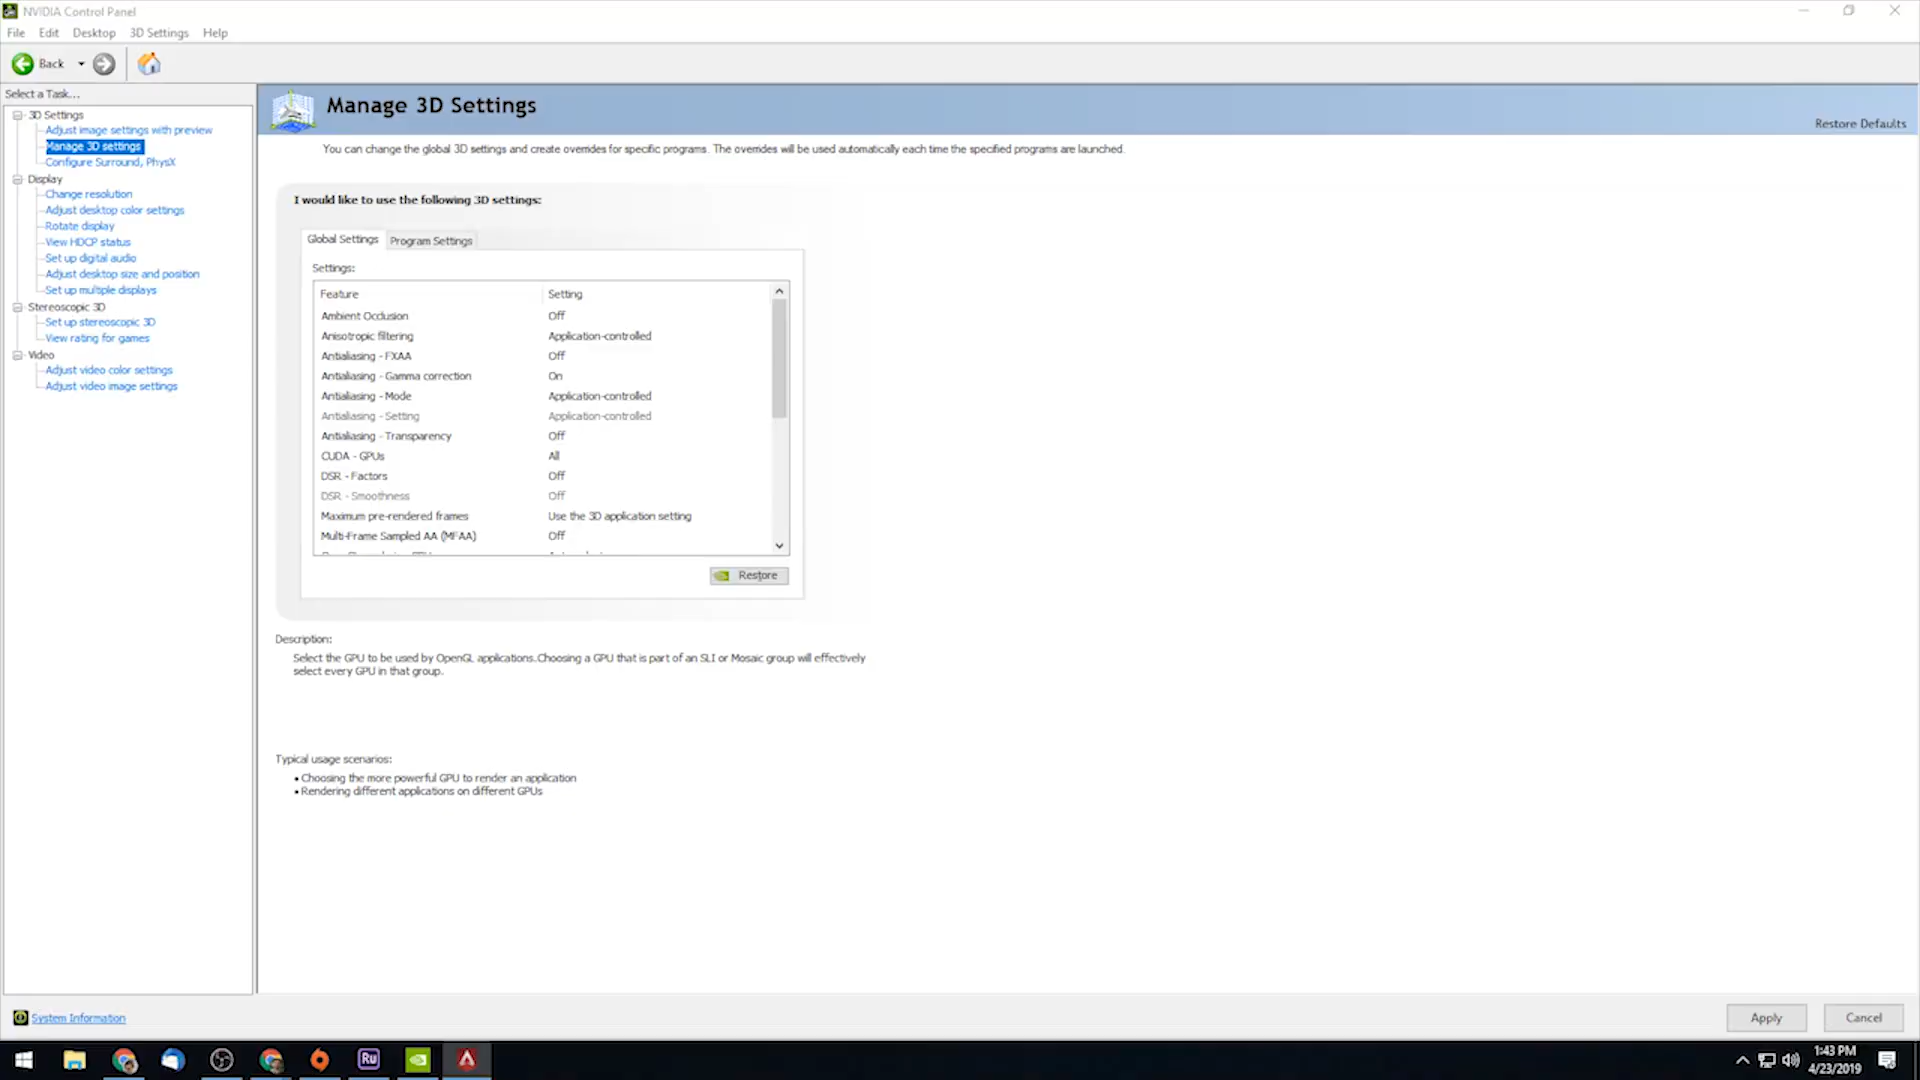 NVIDIA Control Panel
File Edit Desktop 3D Settings Help
Back
Select a Task...
3D Settings
Adjust image settings with preview
Manage 3D settings
Configure Surround, PhysX
Display
Change resolution
Adjust desktop color settings
Rotate display
View HDCP status
Set up digital audio
Adjust desktop size and position
Set up multiple displays
Stereoscopic 3D
Set up stereoscopic 3D
View rating for games
Video
Adjust video color settings
Adjust video image settings
System Information
Manage 3D Settings
Restore Defaults
You can change the global 3D settings and create overrides for specific programs. The overrides will be used automatically each time the specified programs are launched.
I would like to use the following 3D settings:
Global Settings Program Settings
Settings:
Feature Setting
Ambient Occlusion Off
Anisotropic filtering Application-controlled
Antialiasing - FXAA Off
Antialiasing - Gamma correction On
Antialiasing - Mode Application-controlled
Antialiasing - Setting Application-controlled
Antialiasing - Transparency Off
CUDA - GPUs All
DSR - Factors Off
DSR - Smoothness Off
Maximum pre-rendered frames Use the 3D application setting
Multi-Frame Sampled AA (MFAA) Off
Restore
Description:
Select the GPU to be used by OpenGL applications.Choosing a GPU that is part of an SLI or Mosaic group will effectively
select every GPU in that group.
Typical usage scenarios:
• Choosing the more powerful GPU to render an application
• Rendering different applications on different GPUs
Apply Cancel
Ru
1:43 PM
4/23/2019